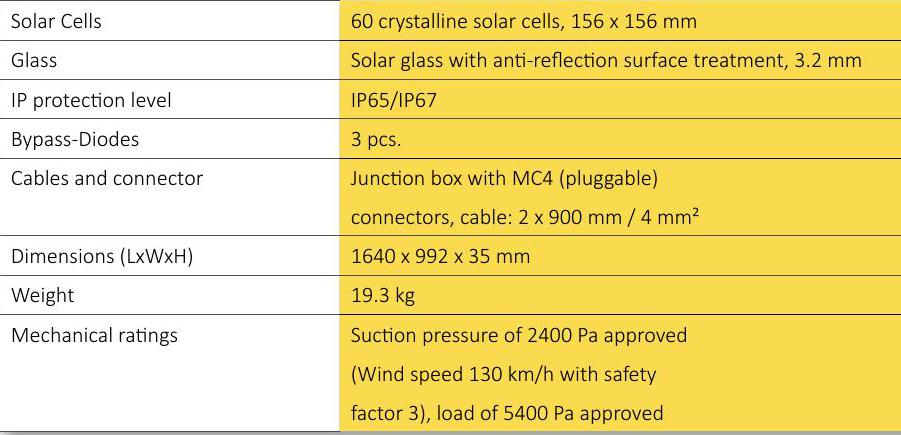 Solar Cells 60 crystalline solar cells, 156 x 156 mm
Glass Solar glass with anti-reflection surface treatment, 3.2 mm
IP protection level IP65/IP67
Bypass-Diodes 3 pcs.
Cables and connector Junction box with MC4 (pluggable)
connectors, cable: 2 x 900 mm / 4 mm²
Dimensions (LxWxH) 1640 x 992 x 35 mm
Weight 19.3 kg
Mechanical ratings Suction pressure of 2400 Pa approved
(Wind speed 130 km/h with safety
factor 3), load of 5400 Pa approved